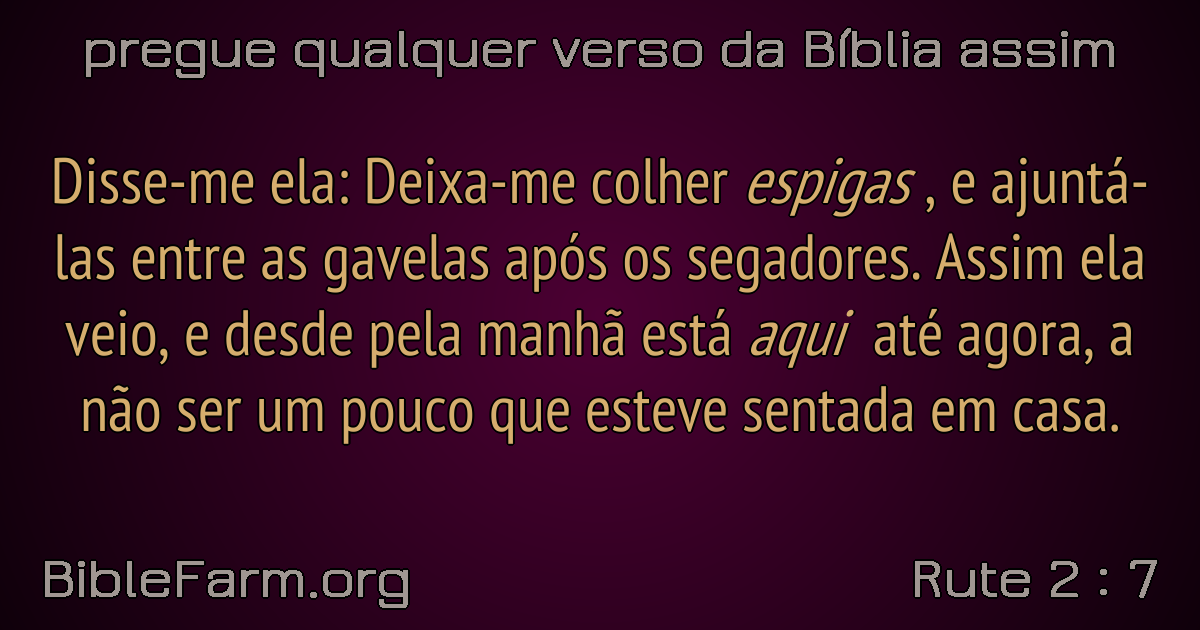 pregue qualquer verso da Bíblia assim
Disse-me ela: Deixa-me colher espigas , e ajuntá-
las entre as gavelas após os segadores. Assim ela
veio, e desde pela manhã está aqui até agora, a
não ser um pouco que esteve sentada em casa.
BibleFarm.org
Rute 2 : 7